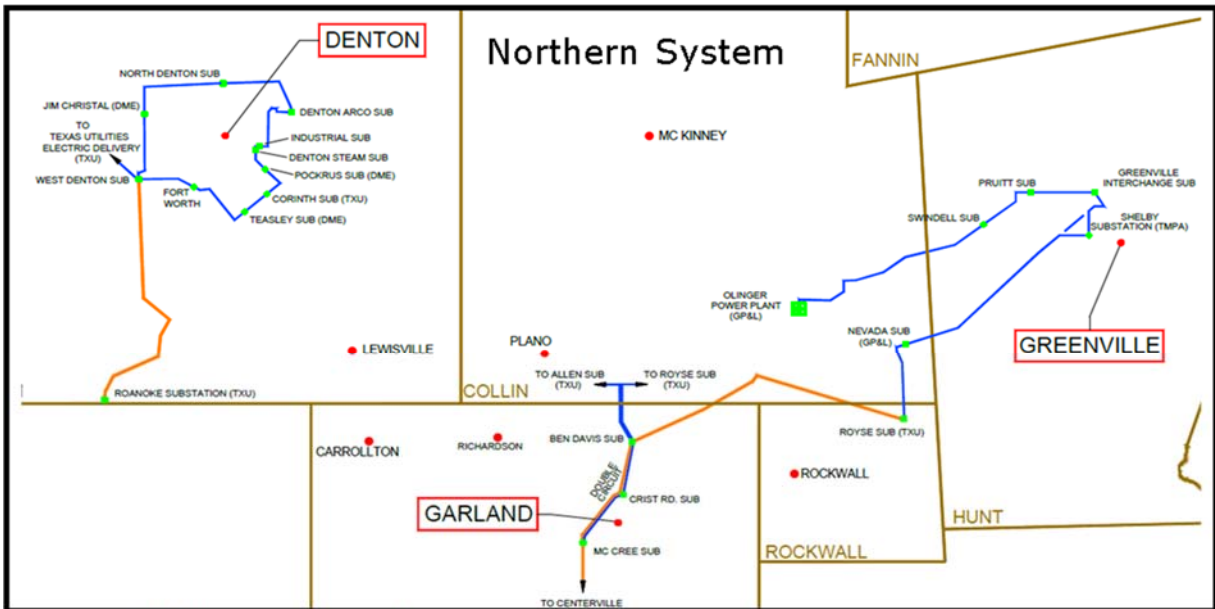 Northern System
DENTON
FANNIN
NORTH DENTON SUB
JIM CHRISTAL (DME)
DENTON ARCO SUB
TO
TEXAS UTILITIES
ELECTRIC DELIVERY
(TXU)
INDUSTRIAL SUB
DENTON STEAM SUB
MC KINNEY
POCKRUS SUB (DME)
WEST DENTON SUB
FORT
WORTH
CORINTH SUB (TXU)
TEASLEY SUB (DME)
PRUITT SUB
GREENVILLE
INTERCHANGE SUB
SWINDELL SUB
SHELBY
SUBSTATION (TMPA)
OLINGER
POWER PLANT
(GP&L)
NEVADA SUB
(GP&L)
GREENVILLE
LEWISVILLE
PLANO
TO ALLEN SUB
(TXU)
TO ROYSE SUB
(TXU)
ROANOKE SUBSTATION (TXU)
COLLIN
CARROLLTON
RICHARDSON
BEN DAVIS SUB
ROYSE SUB (TXU)
ROCKWALL
DOUBLE
CIRCUIT
CRIST RD. SUB
GARLAND
HUNT
MC CREE SUB
ROCKWALL
TO CENTERVILLE